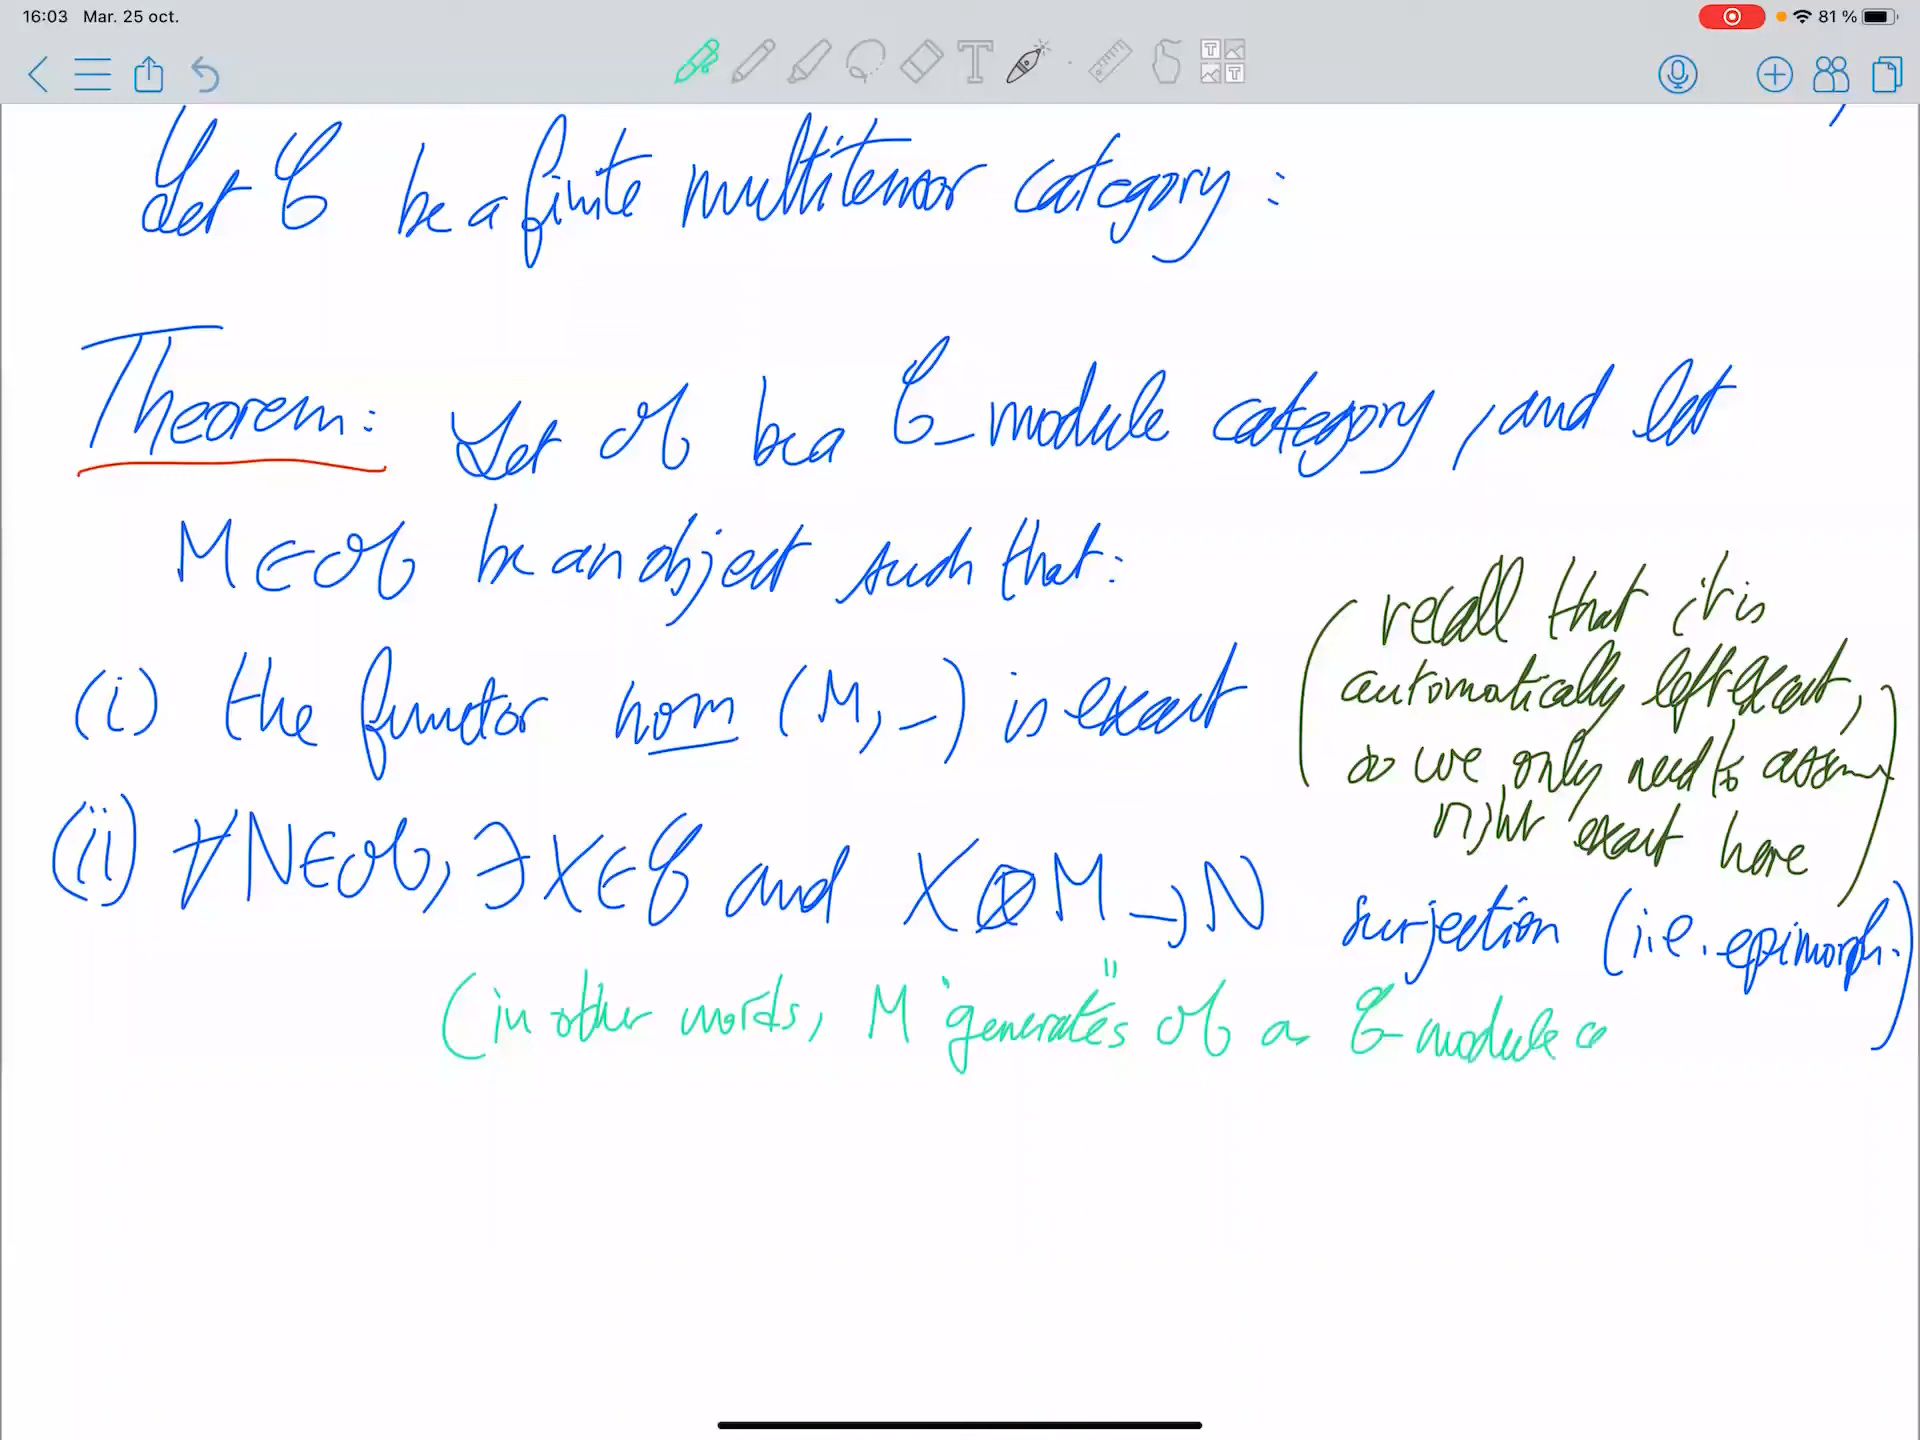 16:03 Mar. 25 oct. 81 %
Let 𝒞 be a finite multitensor category :
Theorem: Let ℳ be a 𝒞-module category, and let
M ∈ ℳ be an object such that:
(i) the functor hom (M, -) is exact
(recall that it is
automatically left exact,
so we only need to assume
right exact here)
(ii) ∀ N ∈ ℳ, ∃ X ∈ 𝒞 and X ⊗ M → N surjection (i.e. epimorph.)
(in other words, M "generates" ℳ as 𝒞-module c